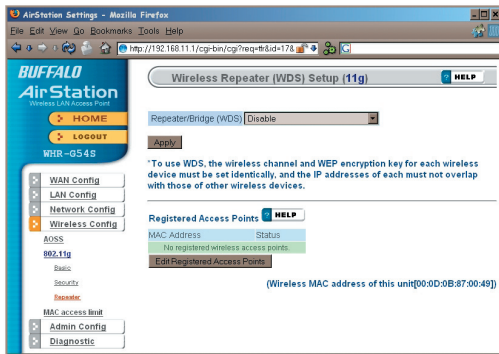 AirStation Settings - Mozilla Firefox
File Edit View Go Bookmarks Tools Help
http://192.168.11.1/cgi-bin/cgi?req=tfr&id=17&
BUFFALO
AirStation
Wireless LAN Access Point
HOME
LOGOUT
WHR-G54S
WAN Config
LAN Config
Network Config
Wireless Config
AOSS
802.11g
Basic
Security
Repeater
MAC access limit
Admin Config
Diagnostic
Wireless Repeater (WDS) Setup (11g)
HELP
Repeater/Bridge (WDS) Disable
Apply
*To use WDS, the wireless channel and WEP encryption key for each wireless
device must be set identically, and the IP addresses of each must not overlap
with those of other wireless devices.
Registered Access Points HELP
MAC Address Status
No registered wireless access points.
Edit Registered Access Points
(Wireless MAC address of this unit[00:0D:0B:87:00:49])